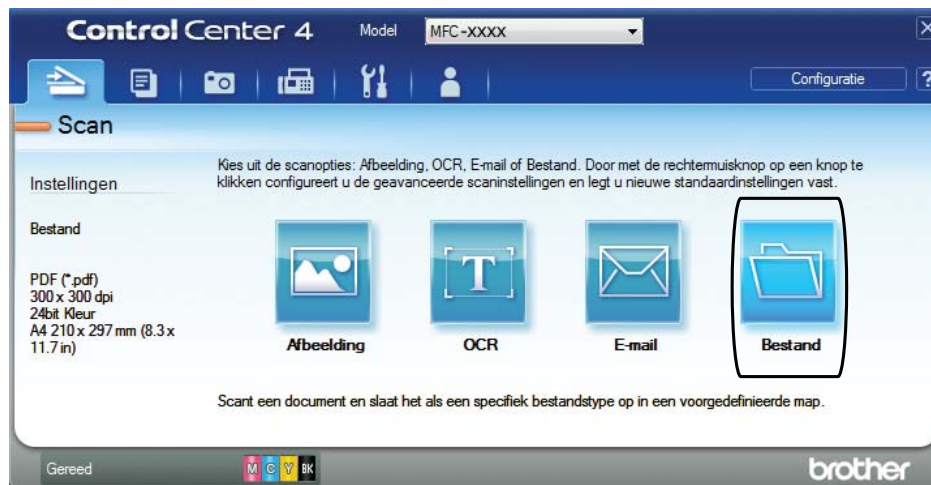 ControlCenter 4
Model
MFC-XXXX
Configuratie
?
Scan
Instellingen
Bestand
PDF (*.pdf)
300 x 300 dpi
24bit Kleur
A4 210 x 297 mm (8.3 x
11.7 in)
Kies uit de scanopties: Afbeelding, OCR, E-mail of Bestand. Door met de rechtermuisknop op een knop te
klikken configureert u de geavanceerde scaninstellingen en legt u nieuwe standaardinstellingen vast.
T
Afbeelding
OCR
E-mail
Bestand
Scant een document en slaat het als een specifiek bestandstype op in een voorgedefinieerde map.
Gereed
M C Y BK
brother